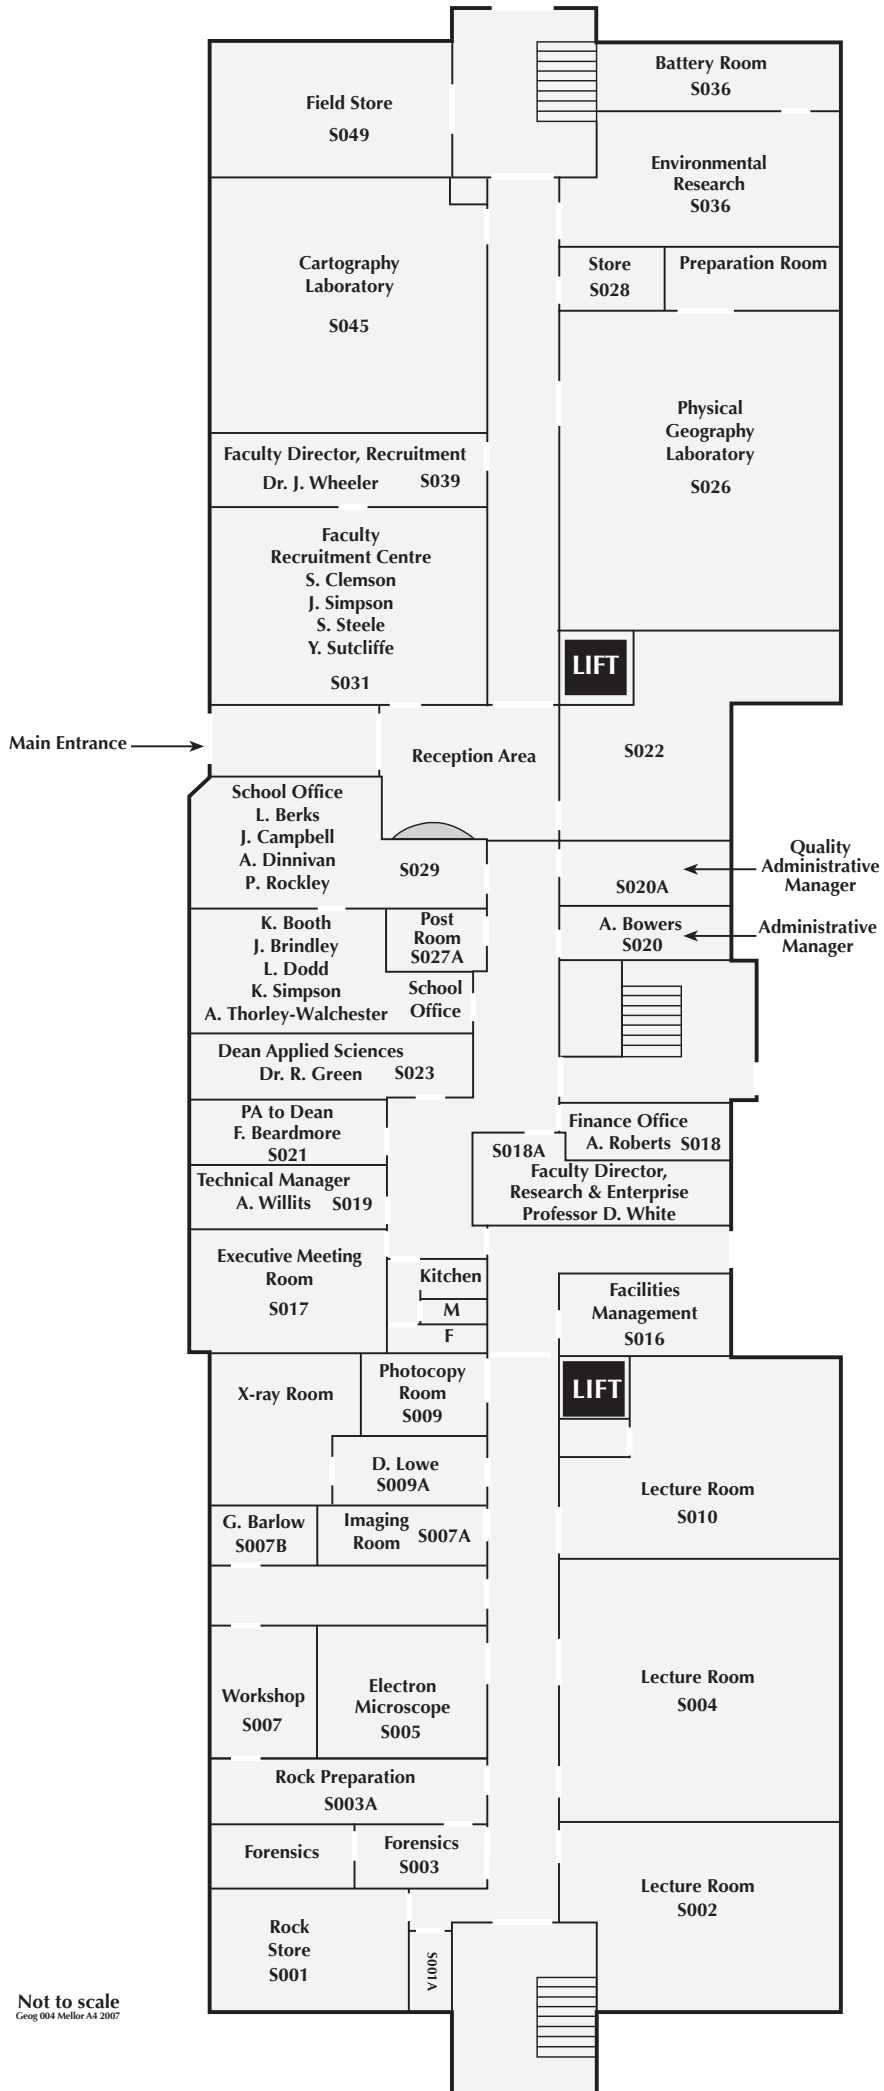 Battery Room
S036
Field Store
S049
Environmental
Research
S036
Cartography
Laboratory
S045
Store
S028
Preparation Room
Physical
Geography
Laboratory
S026
Faculty Director, Recruitment
Dr. J. Wheeler S039
Faculty
Recruitment Centre
S. Clemson
J. Simpson
S. Steele
Y. Sutcliffe
S031
LIFT
Main Entrance
Reception Area
S022
School Office
L. Berks
J. Campbell
A. Dinnivan
P. Rockley
S029
S020A
Quality
Administrative
Manager
A. Bowers
S020
Administrative
Manager
K. Booth
J. Brindley
L. Dodd
K. Simpson
A. Thorley-Walchester
Post
Room
S027A
School
Office
Dean Applied Sciences
Dr. R. Green S023
PA to Dean
F. Beardmore
S021
Finance Office
A. Roberts S018
S018A
Faculty Director,
Research & Enterprise
Professor D. White
Technical Manager
A. Willits S019
Executive Meeting
Room
S017
Kitchen
M
F
Facilities
Management
S016
X-ray Room
Photocopy
Room
S009
LIFT
D. Lowe
S009A
Lecture Room
S010
G. Barlow
S007B
Imaging
Room S007A
Workshop
S007
Electron
Microscope
S005
Lecture Room
S004
Rock Preparation
S003A
Forensics
Forensics
S003
Lecture Room
S002
Rock
Store
S001
S001A
Not to scale
Geog 004 Mellor A4 2007